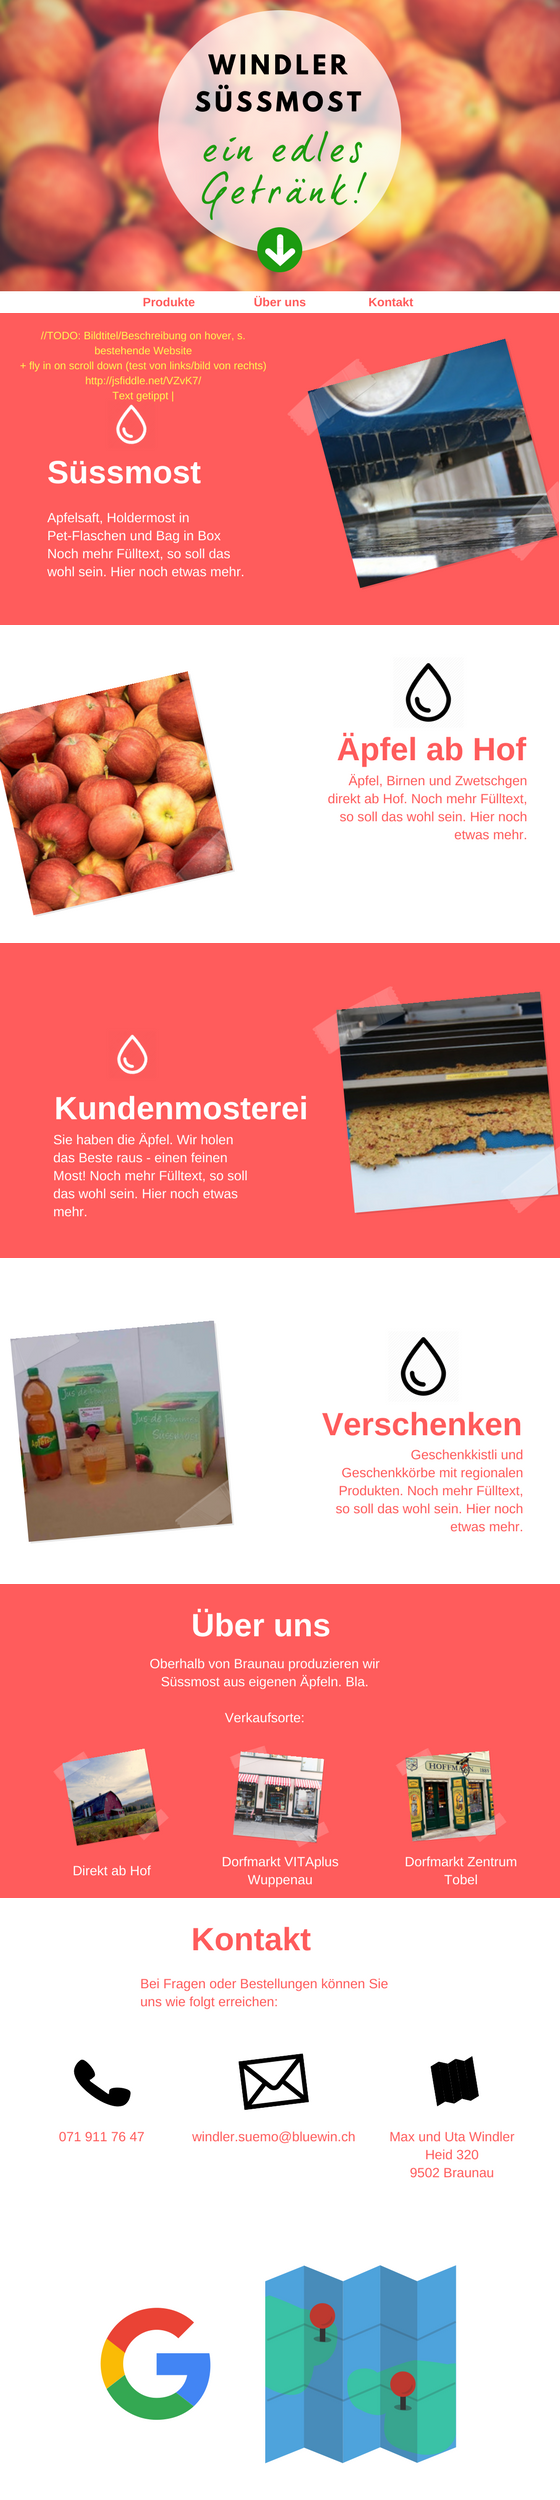 WINDLER
SÜSSMOST
ein edles
Getränk!
Produkte
Über uns
Kontakt
//TODO: Bildtitel/Beschreibung on hover, s.
bestehende Website
+ fly in on scroll down (test von links/bild von rechts)
http://jsfiddle.net/VZvK7/
Text getippt |
Süssmost
Apfelsaft, Holdermost in
Pet-Flaschen und Bag in Box
Noch mehr Fülltext, so soll das
wohl sein. Hier noch etwas mehr.
Äpfel ab Hof
Äpfel, Birnen und Zwetschgen
direkt ab Hof. Noch mehr Fülltext,
so soll das wohl sein. Hier noch
etwas mehr.
Kundenmosterei
Sie haben die Äpfel. Wir holen
das Beste raus - einen feinen
Most! Noch mehr Fülltext, so soll
das wohl sein. Hier noch etwas
mehr.
Verschenken
Geschenkkistli und
Geschenkkörbe mit regionalen
Produkten. Noch mehr Fülltext,
so soll das wohl sein. Hier noch
etwas mehr.
Über uns
Oberhalb von Braunau produzieren wir
Süssmost aus eigenen Äpfeln. Bla.
Verkaufsorte:
HOFFMA
Direkt ab Hof
Dorfmarkt VITAplus
Wuppenau
Dorfmarkt Zentrum
Tobel
Kontakt
Bei Fragen oder Bestellungen können Sie
uns wie folgt erreichen:
071 911 76 47
windler.suemo@bluewin.ch
Max und Uta Windler
Heid 320
9502 Braunau
G